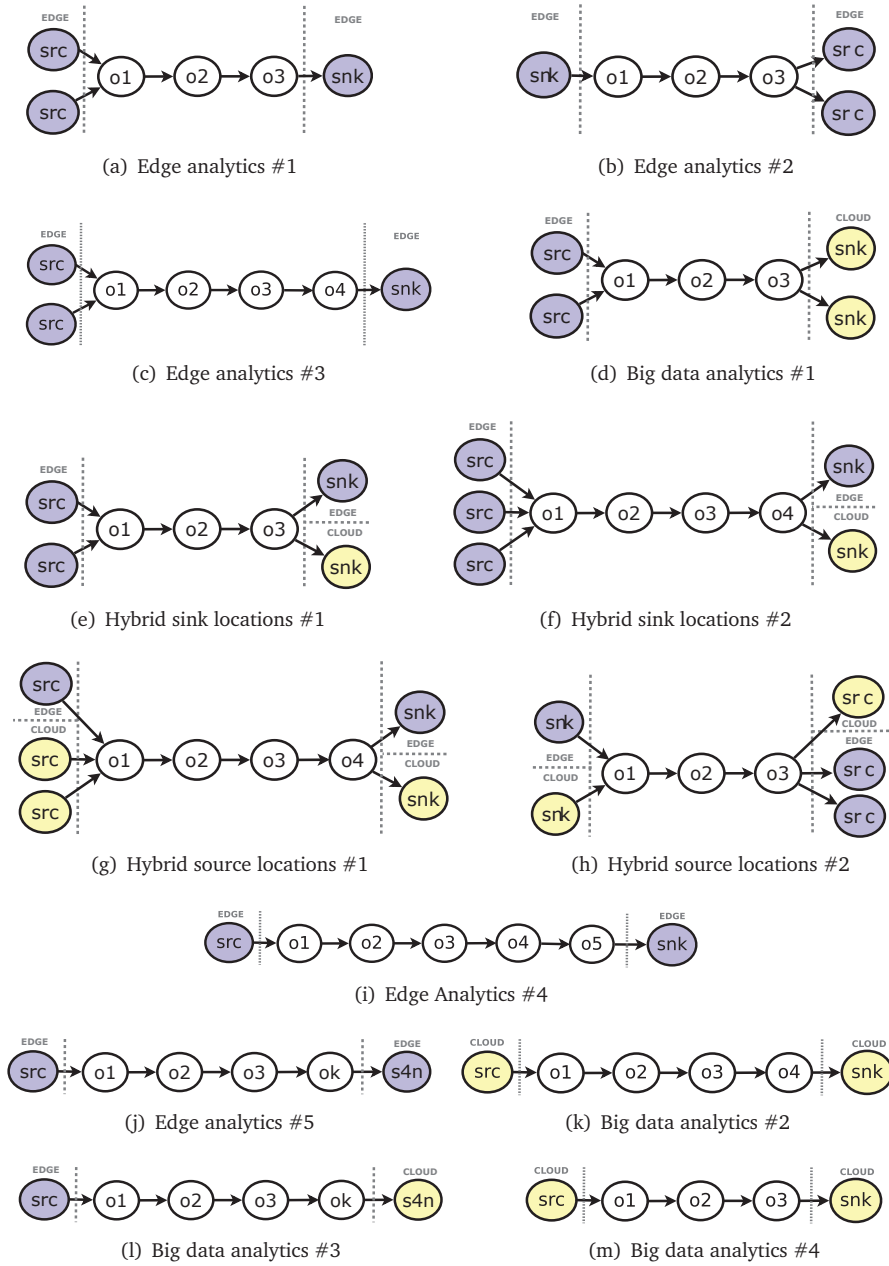 EDGE EDGE
src
o1 o2 o3 snk
src
(a) Edge analytics #1
EDGE EDGE
src
snk o1 o2 o3
src
(b) Edge analytics #2
EDGE EDGE
src
o1 o2 o3 o4 snk
src
(c) Edge analytics #3
EDGE CLOUD
src snk
o1 o2 o3
src snk
(d) Big data analytics #1
EDGE
src snk
o1 o2 o3 EDGE
CLOUD
src snk
(e) Hybrid sink locations #1
EDGE
src snk
src o1 o2 o3 o4 EDGE
CLOUD
src snk
(f) Hybrid sink locations #2
src
EDGE snk
CLOUD
src o1 o2 o3 o4 EDGE
CLOUD
src snk
(g) Hybrid source locations #1
src
snk CLOUD
EDGE EDGE
o1 o2 o3 src
CLOUD
snk src
(h) Hybrid source locations #2
EDGE EDGE
src o1 o2 o3 o4 o5 snk
(i) Edge Analytics #4
EDGE EDGE
src o1 o2 o3 ok s4n
(j) Edge analytics #5
CLOUD CLOUD
src o1 o2 o3 o4 snk
(k) Big data analytics #2
EDGE CLOUD
src o1 o2 o3 ok s4n
(l) Big data analytics #3
CLOUD CLOUD
src o1 o2 o3 snk
(m) Big data analytics #4